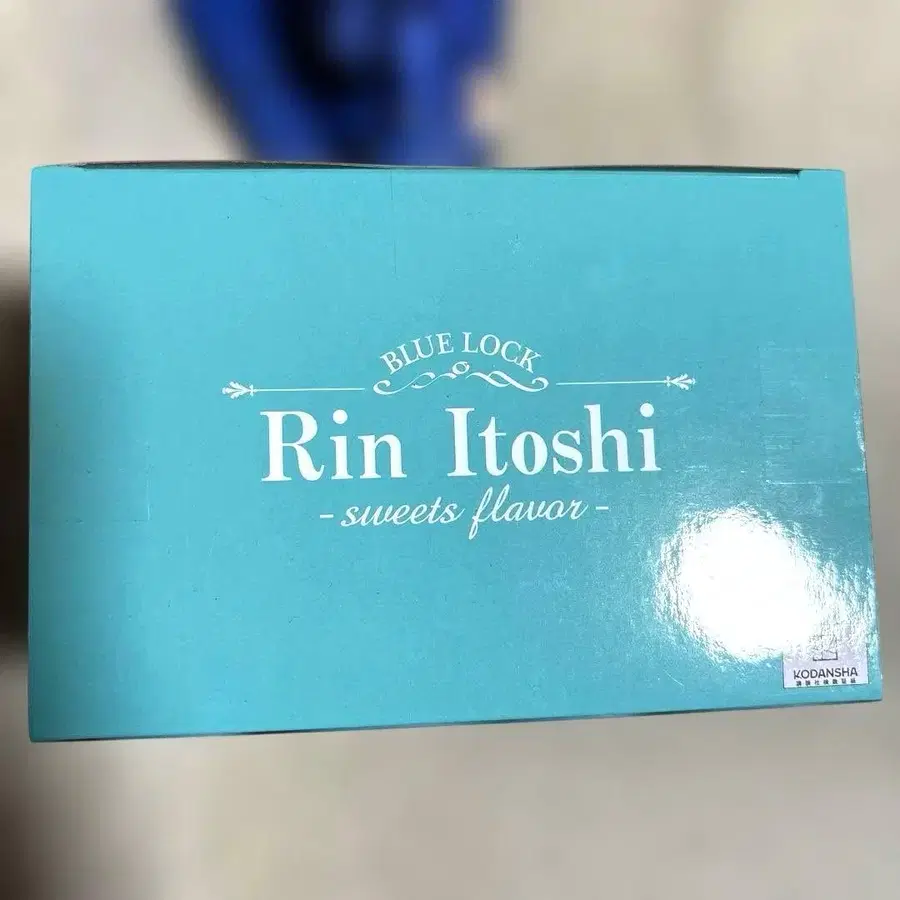 BLUE LOCK
Rin Itoshi
- sweets flavor -
KODANSHA